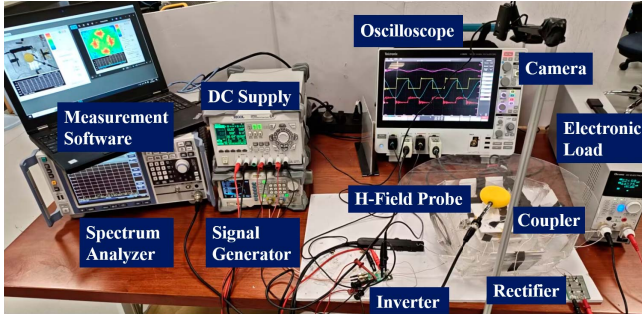 Oscilloscope
Camera
DC Supply
Measurement
Software
Electronic
Load
H-Field Probe
Coupler
Spectrum
Analyzer
Signal
Generator
Inverter
Rectifier